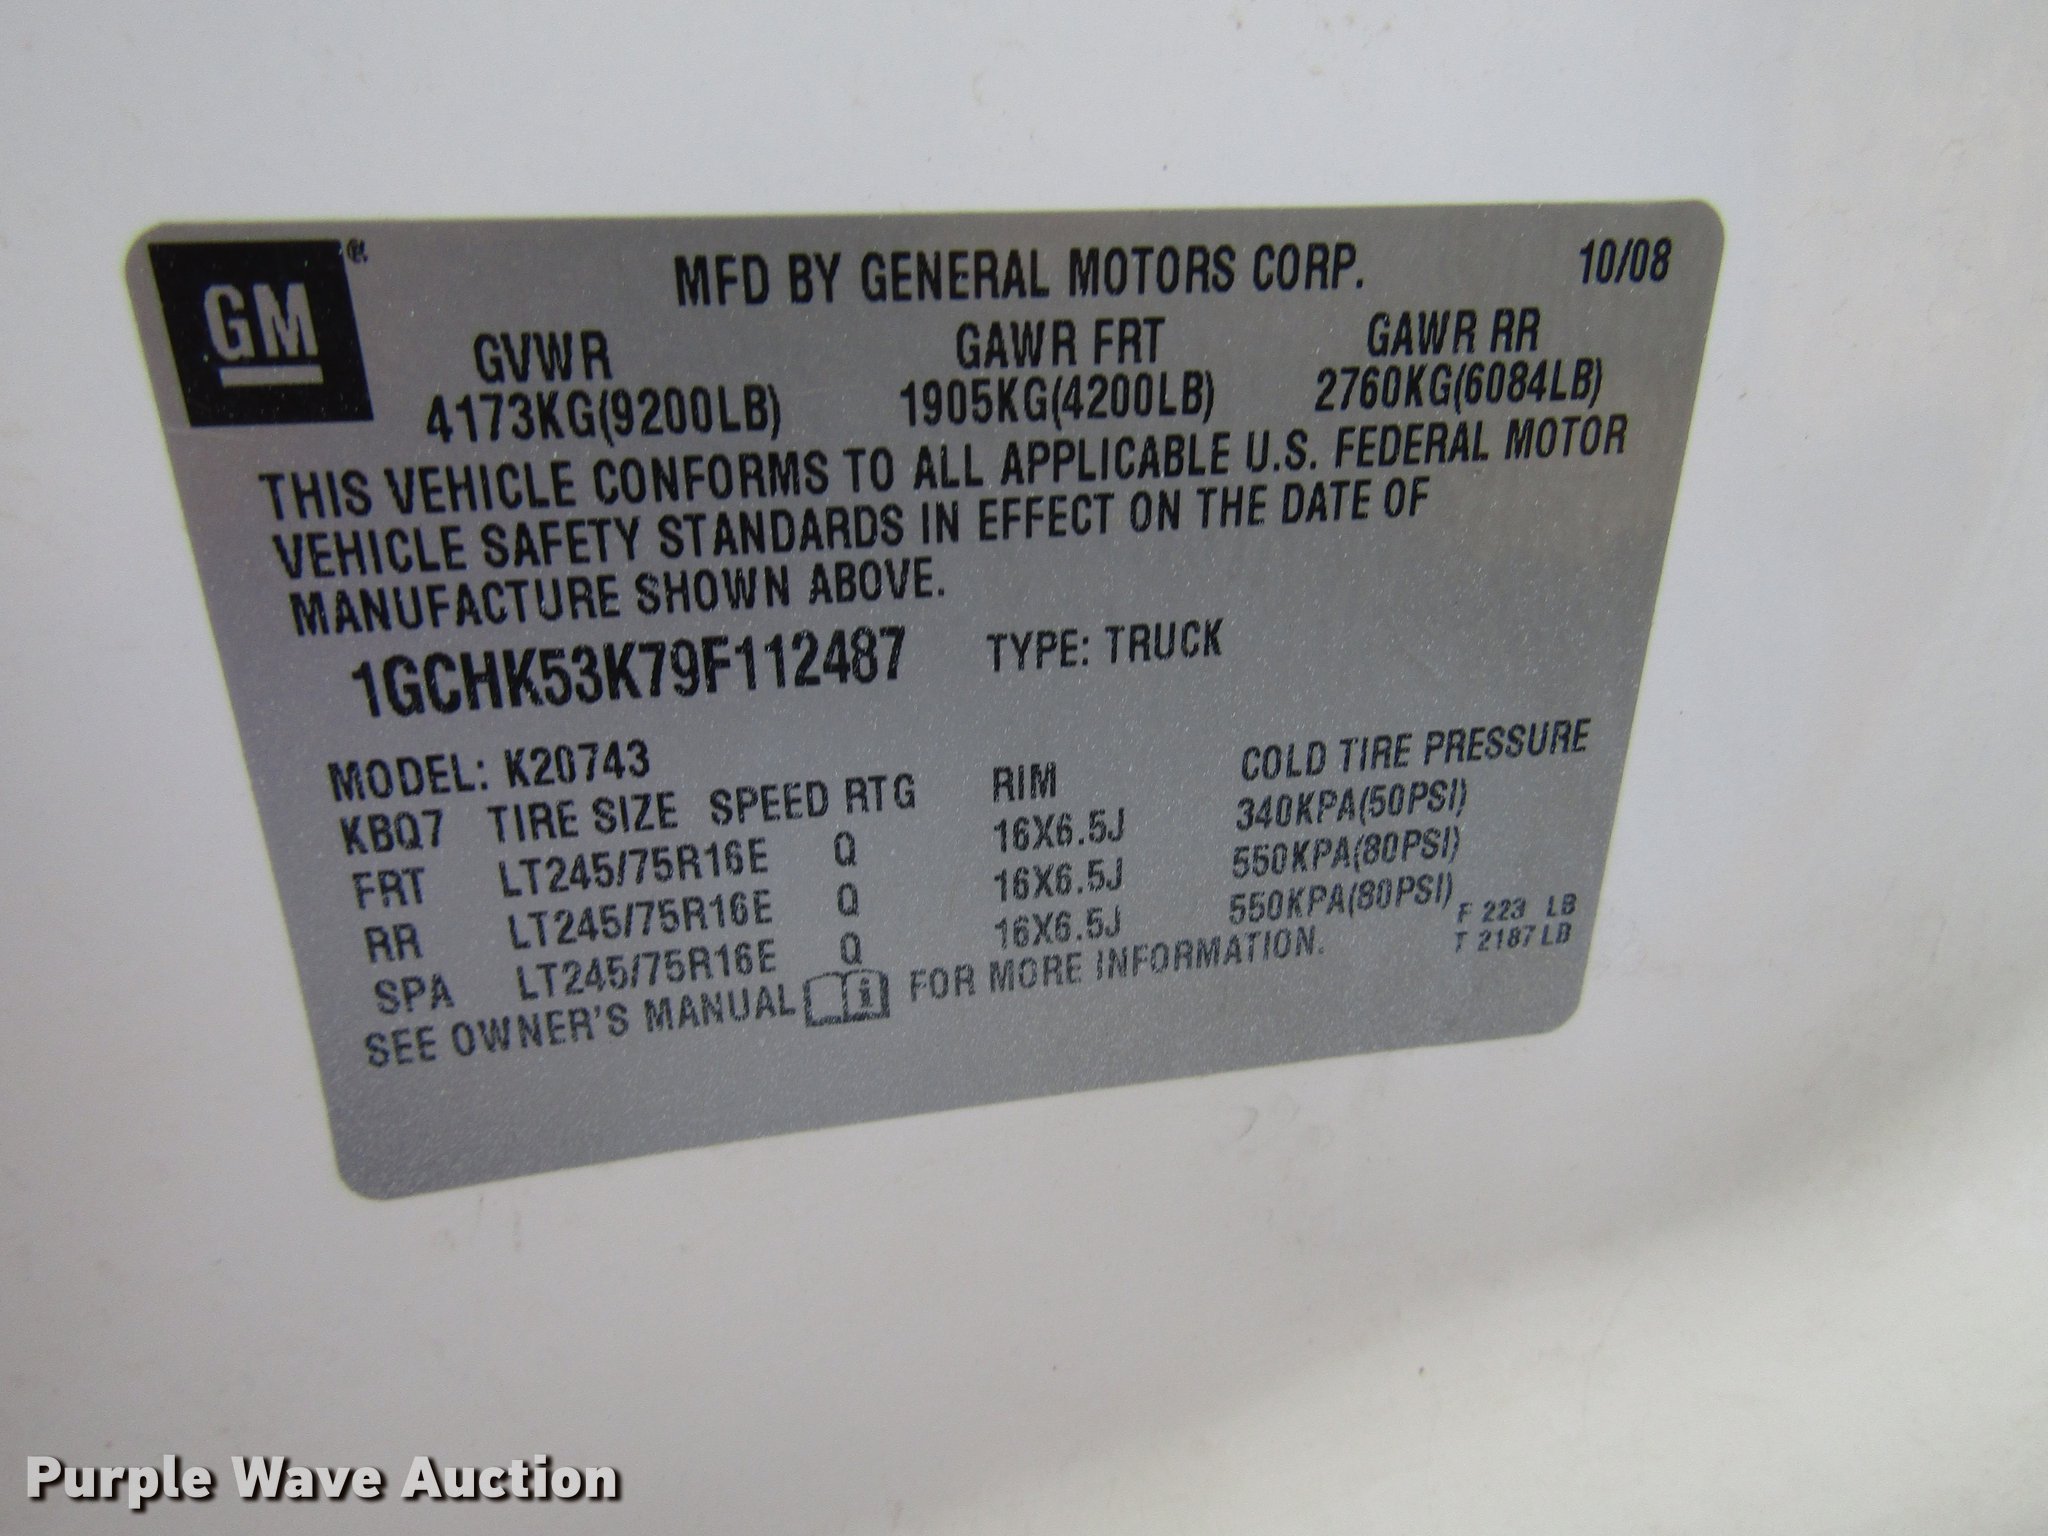 GM®
MFD BY GENERAL MOTORS CORP. 10/08
GVWR GAWR FRT GAWR RR
4173KG(9200LB) 1905KG(4200LB) 2760KG(6084LB)
THIS VEHICLE CONFORMS TO ALL APPLICABLE U.S. FEDERAL MOTOR
VEHICLE SAFETY STANDARDS IN EFFECT ON THE DATE OF
MANUFACTURE SHOWN ABOVE.
1GCHK53K79F112487 TYPE: TRUCK
MODEL: K20743
KBQ7 TIRE SIZE SPEED RTG RIM COLD TIRE PRESSURE
FRT LT245/75R16E Q 16X6.5J 340KPA(50PSI)
RR LT245/75R16E Q 16X6.5J 550KPA(80PSI)
SPA LT245/75R16E Q 16X6.5J 550KPA(80PSI)
F 223 LB
T 2187 LB
SEE OWNER'S MANUAL i FOR MORE INFORMATION.
Purple Wave Auction